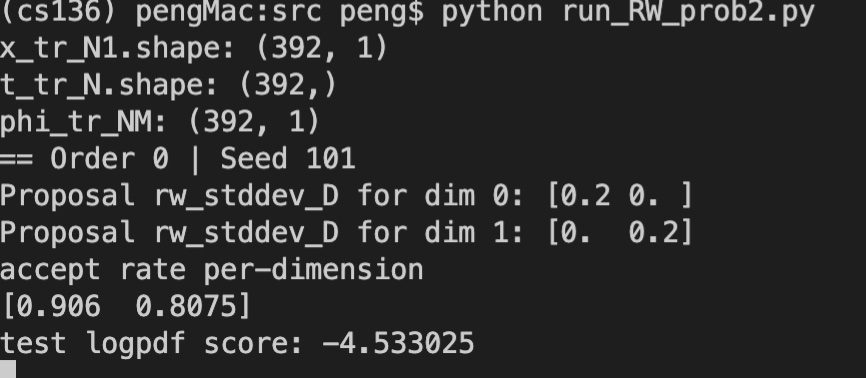 (cs136) pengMac:src peng$ python run_RW_prob2.py
x_tr_N1.shape: (392, 1)
t_tr_N.shape: (392,)
phi_tr_NM: (392, 1)
== Order 0 | Seed 101
Proposal rw_stddev_D for dim 0: [0.2 0. ]
Proposal rw_stddev_D for dim 1: [0.  0.2]
accept rate per-dimension
[0.906  0.8075]
test logpdf score: -4.533025